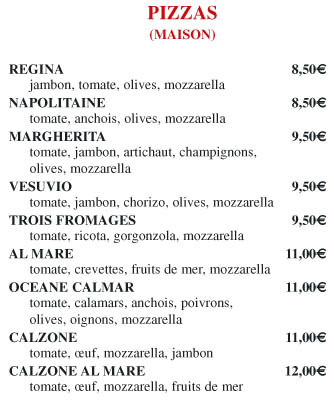 PIZZAS
(MAISON)
REGINA 8,50€
jambon, tomate, olives, mozzarella
NAPOLITAINE 8,50€
tomate, anchois, olives, mozzarella
MARGHERITA 9,50€
tomate, jambon, artichaut, champignons,
olives, mozzarella
VESUVIO 9,50€
tomate, jambon, chorizo, olives, mozzarella
TROIS FROMAGES 9,50€
tomate, ricota, gorgonzola, mozzarella
AL MARE 11,00€
tomate, crevettes, fruits de mer, mozzarella
OCEANE CALMAR 11,00€
tomate, calamars, anchois, poivrons,
olives, oignons, mozzarella
CALZONE 11,00€
tomate, œuf, mozzarella, jambon
CALZONE AL MARE 12,00€
tomate, œuf, mozzarella, fruits de mer